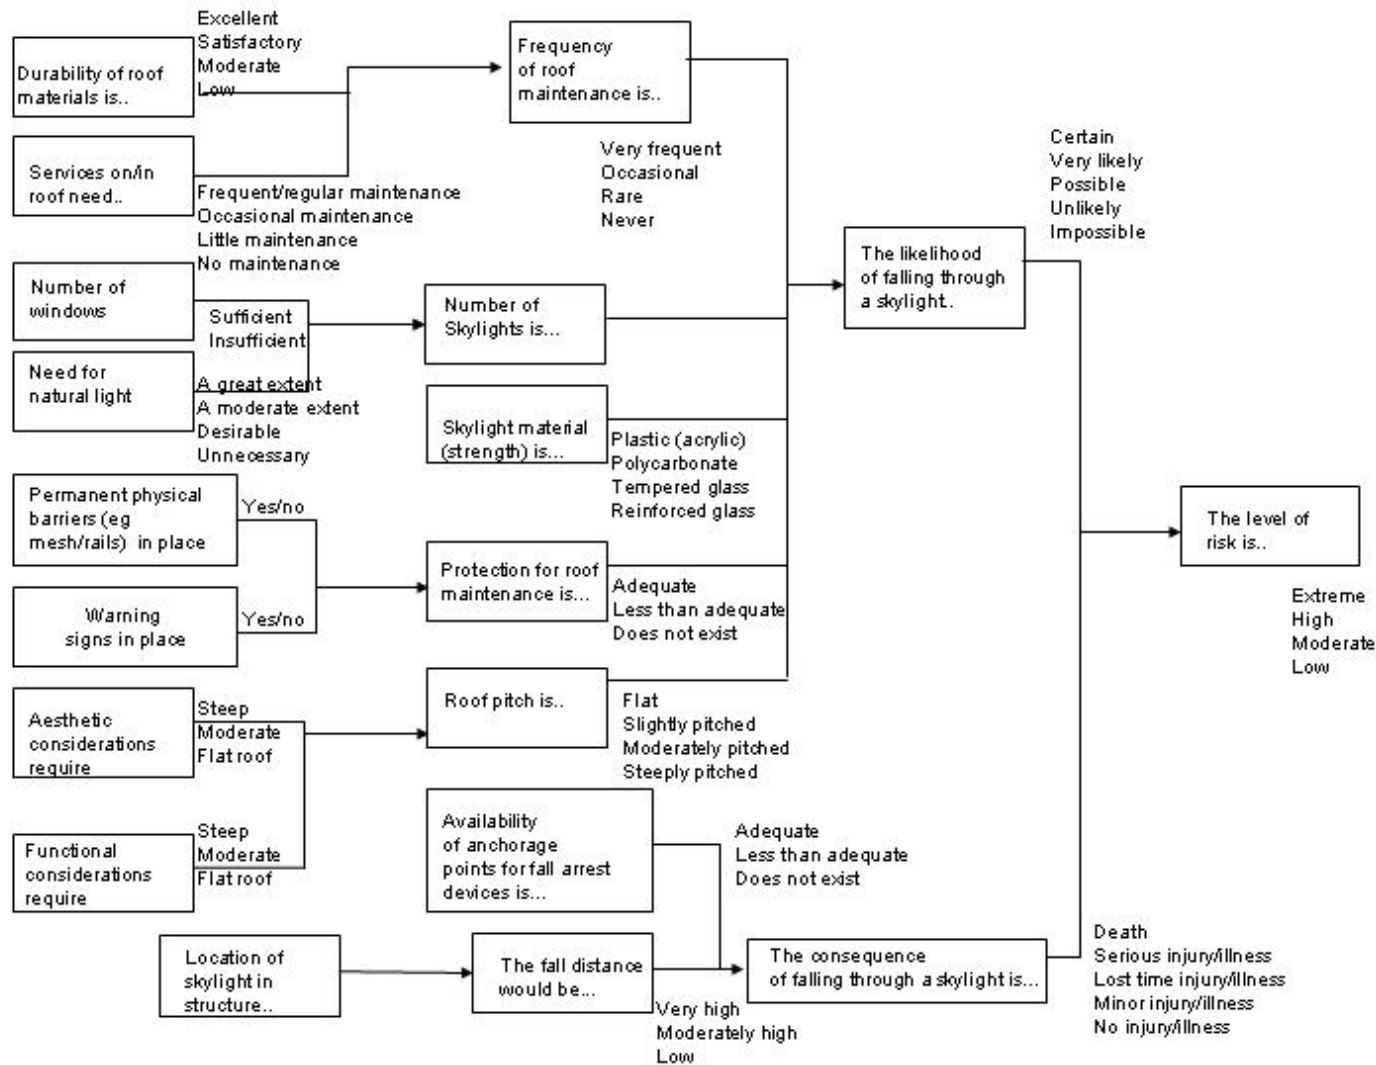 Durability of roof
materials is..
Excellent
Satisfactory
Moderate
Low
Services on/in
roof need..
Frequent/regular maintenance
Occasional maintenance
Little maintenance
No maintenance
Frequency
of roof
maintenance is..
Very frequent
Occasional
Rare
Never
Number of
windows
Sufficient
Insufficient
Need for
natural light
A great extent
A moderate extent
Desirable
Unnecessary
Number of
Skylights is...
Skylight material
(strength) is...
Plastic (acrylic)
Polycarbonate
Tempered glass
Reinforced glass
Permanent physical
barriers (eg
mesh/rails) in place
Yes/no
Warning
signs in place
Yes/no
Protection for roof
maintenance is...
Adequate
Less than adequate
Does not exist
Aesthetic
considerations
require
Steep
Moderate
Flat roof
Functional
considerations
require
Steep
Moderate
Flat roof
Roof pitch is..
Flat
Slightly pitched
Moderately pitched
Steeply pitched
Availability
of anchorage
points for fall arrest
devices is...
Adequate
Less than adequate
Does not exist
Location of
skylight in
structure..
The fall distance
would be...
Very high
Moderately high
Low
The likelihood
of falling through
a skylight..
Certain
Very likely
Possible
Unlikely
Impossible
The consequence
of falling through a skylight is...
Death
Serious injury/illness
Lost time injury/illness
Minor injury/illness
No injury/illness
The level of
risk is..
Extreme
High
Moderate
Low